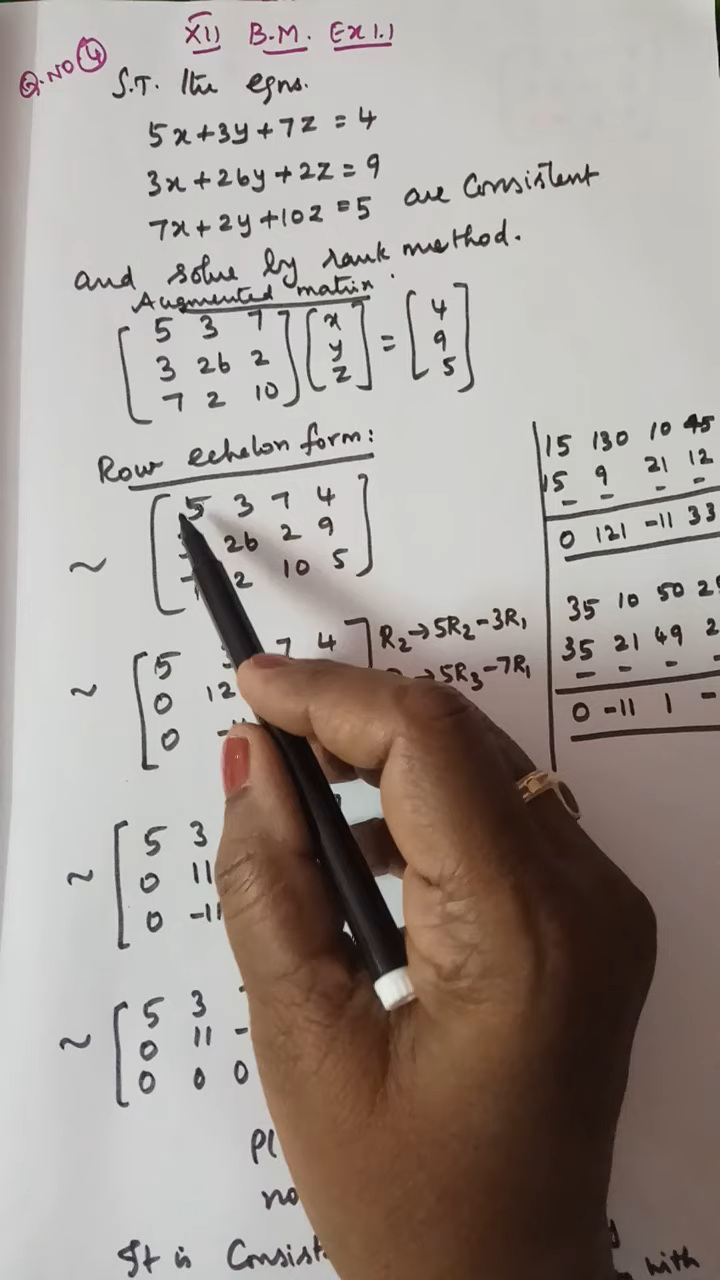 XII B.M. Ex 1.1
Q.NO 4
S.T. the eqns.
5x+3y+7z = 4
3x+26y+2z = 9
7x+2y+10z = 5 are Consistent
and solve by rank method.
Augmented matrix
[5 3 7] [x] = [4]
[3 26 2] [y] [9]
[7 2 10] [z] [5]
Row echelon form:
~ [5 3 7 4]
26 2 9
2 10 5
~ [5 7 4] R2→5R2-3R1
0 12 →5R3-7R1
0
~ [5 3
0 11
0 -11
~ [5 3
0 11 -
0 0 0
It is
with
15 130 10 45
15 9 21 12
- - - -
0 121 -11 33
35 10 50 2
35 21 49 2
- - - -
0 -11 1 -